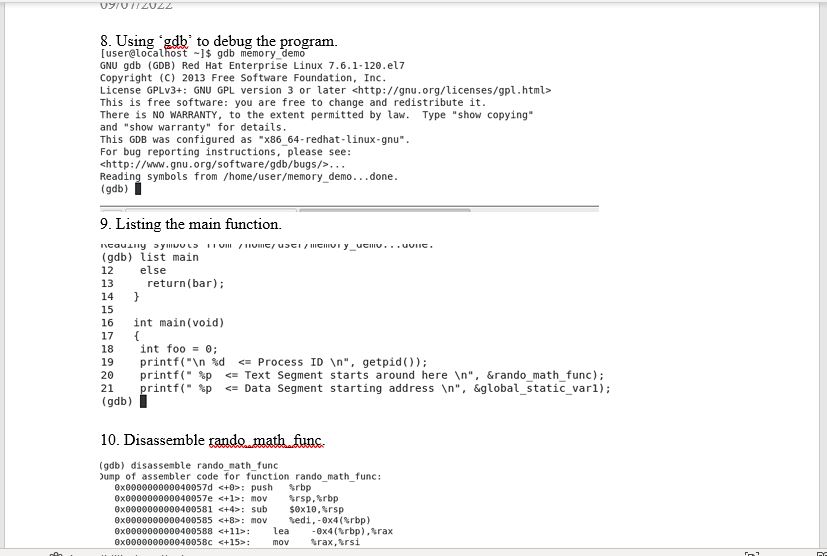 09/07/2022
8. Using ‘gdb’ to debug the program.
[user@localhost ~]$ gdb memory_demo
GNU gdb (GDB) Red Hat Enterprise Linux 7.6.1-120.el7
Copyright (C) 2013 Free Software Foundation, Inc.
License GPLv3+: GNU GPL version 3 or later <http://gnu.org/licenses/gpl.html>
This is free software: you are free to change and redistribute it.
There is NO WARRANTY, to the extent permitted by law.  Type "show copying"
and "show warranty" for details.
This GDB was configured as "x86_64-redhat-linux-gnu".
For bug reporting instructions, please see:
<http://www.gnu.org/software/gdb/bugs/>...
Reading symbols from /home/user/memory_demo...done.
(gdb)
9. Listing the main function.
Reading symbols from /home/user/memory_demo...done.
(gdb) list main
12    else
13     return(bar);
14   }
15
16   int main(void)
17   {
18    int foo = 0;
19    printf("\n %d  <= Process ID \n", getpid());
20    printf(" %p  <= Text Segment starts around here \n", &rando_math_func);
21    printf(" %p  <= Data Segment starting address \n", &global_static_var1);
(gdb)
10. Disassemble rando_math_func.
(gdb) disassemble rando_math_func
Dump of assembler code for function rando_math_func:
0x000000000040057d <+0>: push   %rbp
0x000000000040057e <+1>: mov    %rsp,%rbp
0x0000000000400581 <+4>: sub    $0x10,%rsp
0x0000000000400585 <+8>: mov    %edi,-0x4(%rbp)
0x0000000000400588 <+11>:    lea    -0x4(%rbp),%rax
0x000000000040058c <+15>:    mov    %rax,%rsi